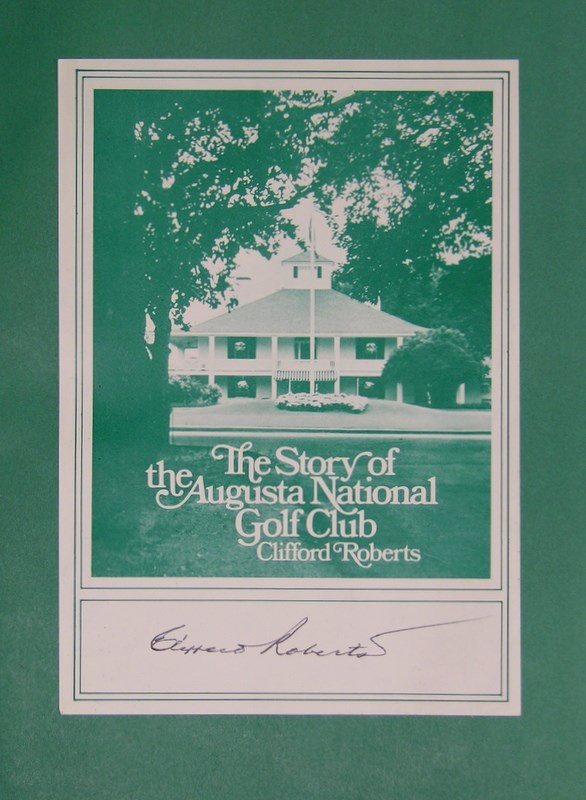 The Story of
the Augusta National
Golf Club
Clifford Roberts
Clifford Roberts